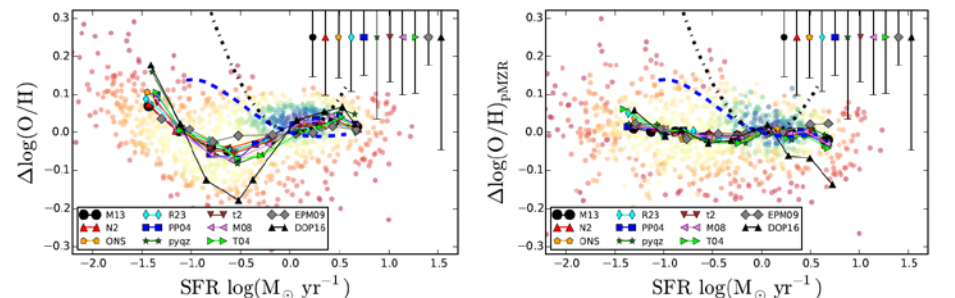 Δlog(O/H)
0.3
0.2
0.1
0.0
−0.1
−0.2
−0.3
M13
N2
ONS
R23
PP04
pyqz
t2
M08
T04
EPM09
DOP16
−2.0 −1.5 −1.0 −0.5 0.0 0.5 1.0 1.5
SFR log(M⊙ yr⁻¹)
Δlog(O/H)pMZR
0.3
0.2
0.1
0.0
−0.1
−0.2
−0.3
M13
N2
ONS
R23
PP04
pyqz
t2
M08
T04
EPM09
DOP16
−2.0 −1.5 −1.0 −0.5 0.0 0.5 1.0 1.5
SFR log(M⊙ yr⁻¹)